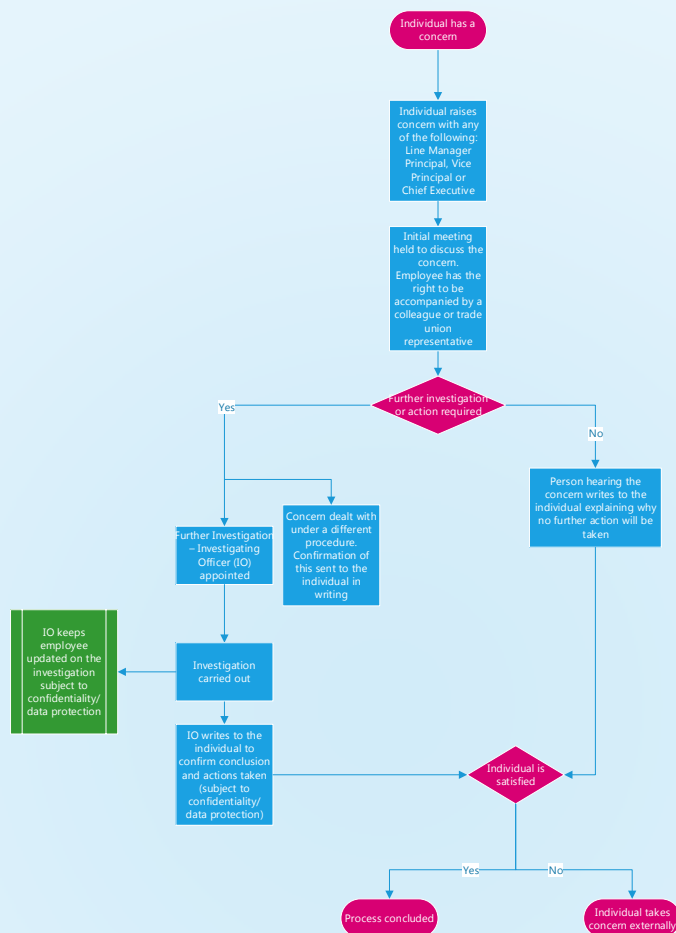 Individual has a
concern
Individual raises
concern with any
of the following:
Line Manager
Principal, Vice
Principal or
Chief Executive
Initial meeting
held to discuss the
concern.
Employee has the
right to be
accompanied by a
colleague or trade
union
representative
Further investigation
or action required
Yes
No
Person hearing the
concern writes to the
individual explaining why
no further action will be
taken
Concern dealt with
under a different
procedure.
Confirmation of
this sent to the
individual in
writing
Further Investigation
– Investigating
Officer (IO)
appointed
IO keeps
employee
updated on the
investigation
subject to
confidentiality/
data protection
Investigation
carried out
IO writes to the
individual to
confirm conclusion
and actions taken
(subject to
confidentiality/
data protection)
Individual is
satisfied
Yes
No
Process concluded
Individual takes
concern externally